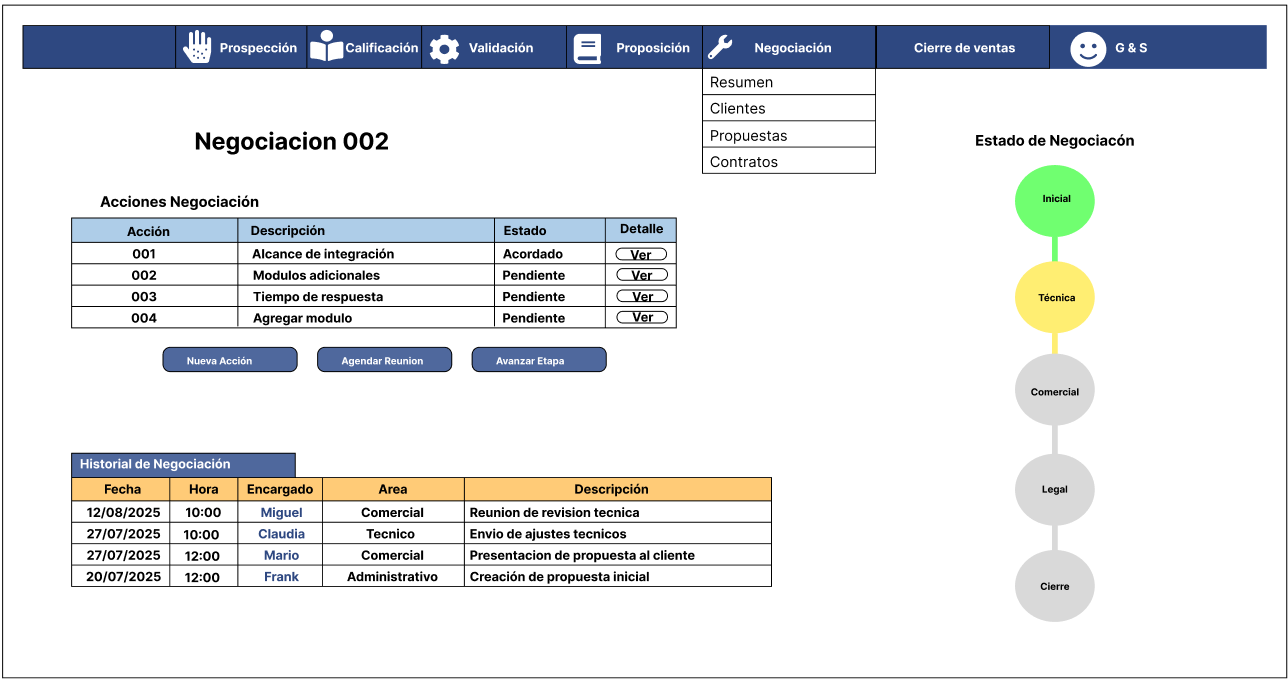 Prospección Calificación Validación Proposición Negociación Cierre de ventas G & S
Resumen
Clientes
Propuestas
Contratos
Negociacion 002
Acciones Negociación
Acción Descripción Estado Detalle
001 Alcance de integración Acordado Ver
002 Modulos adicionales Pendiente Ver
003 Tiempo de respuesta Pendiente Ver
004 Agregar modulo Pendiente Ver
Nueva Acción Agendar Reunion Avanzar Etapa
Historial de Negociación
Fecha Hora Encargado Area Descripción
12/08/2025 10:00 Miguel Comercial Reunion de revision tecnica
27/07/2025 10:00 Claudia Tecnico Envio de ajustes tecnicos
27/07/2025 12:00 Mario Comercial Presentacion de propuesta al cliente
20/07/2025 12:00 Frank Administrativo Creación de propuesta inicial
Estado de Negociacón
Inicial
Técnica
Comercial
Legal
Cierre